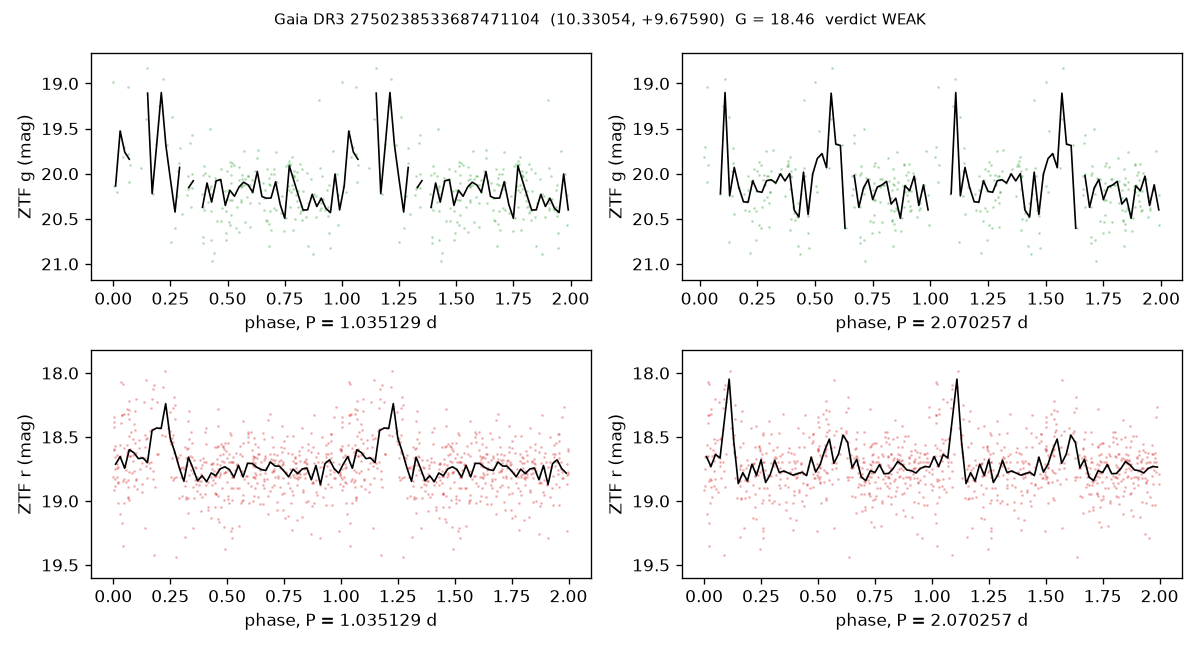 Gaia DR3 2750238533687471104 (10.33054, +9.67590) G = 18.46 verdict WEAK
ZTF g (mag)
19.0
19.5
20.0
20.5
21.0
0.00 0.25 0.50 0.75 1.00 1.25 1.50 1.75 2.00
phase, P = 1.035129 d
ZTF g (mag)
19.0
19.5
20.0
20.5
21.0
0.00 0.25 0.50 0.75 1.00 1.25 1.50 1.75 2.00
phase, P = 2.070257 d
ZTF r (mag)
18.0
18.5
19.0
19.5
0.00 0.25 0.50 0.75 1.00 1.25 1.50 1.75 2.00
phase, P = 1.035129 d
ZTF r (mag)
18.0
18.5
19.0
19.5
0.00 0.25 0.50 0.75 1.00 1.25 1.50 1.75 2.00
phase, P = 2.070257 d